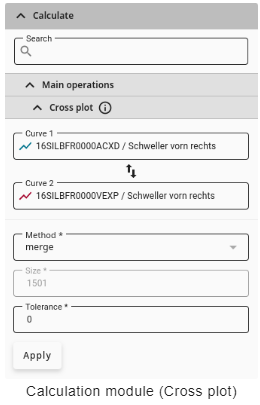 Calculate
Search
Main operations
Cross plot
Curve 1
16SILBFR0000ACXD / Schweller vorn rechts
Curve 2
16SILBFR0000VEXP / Schweller vorn rechts
Method *
merge
Size *
1501
Tolerance *
0
Apply
Calculation module (Cross plot)